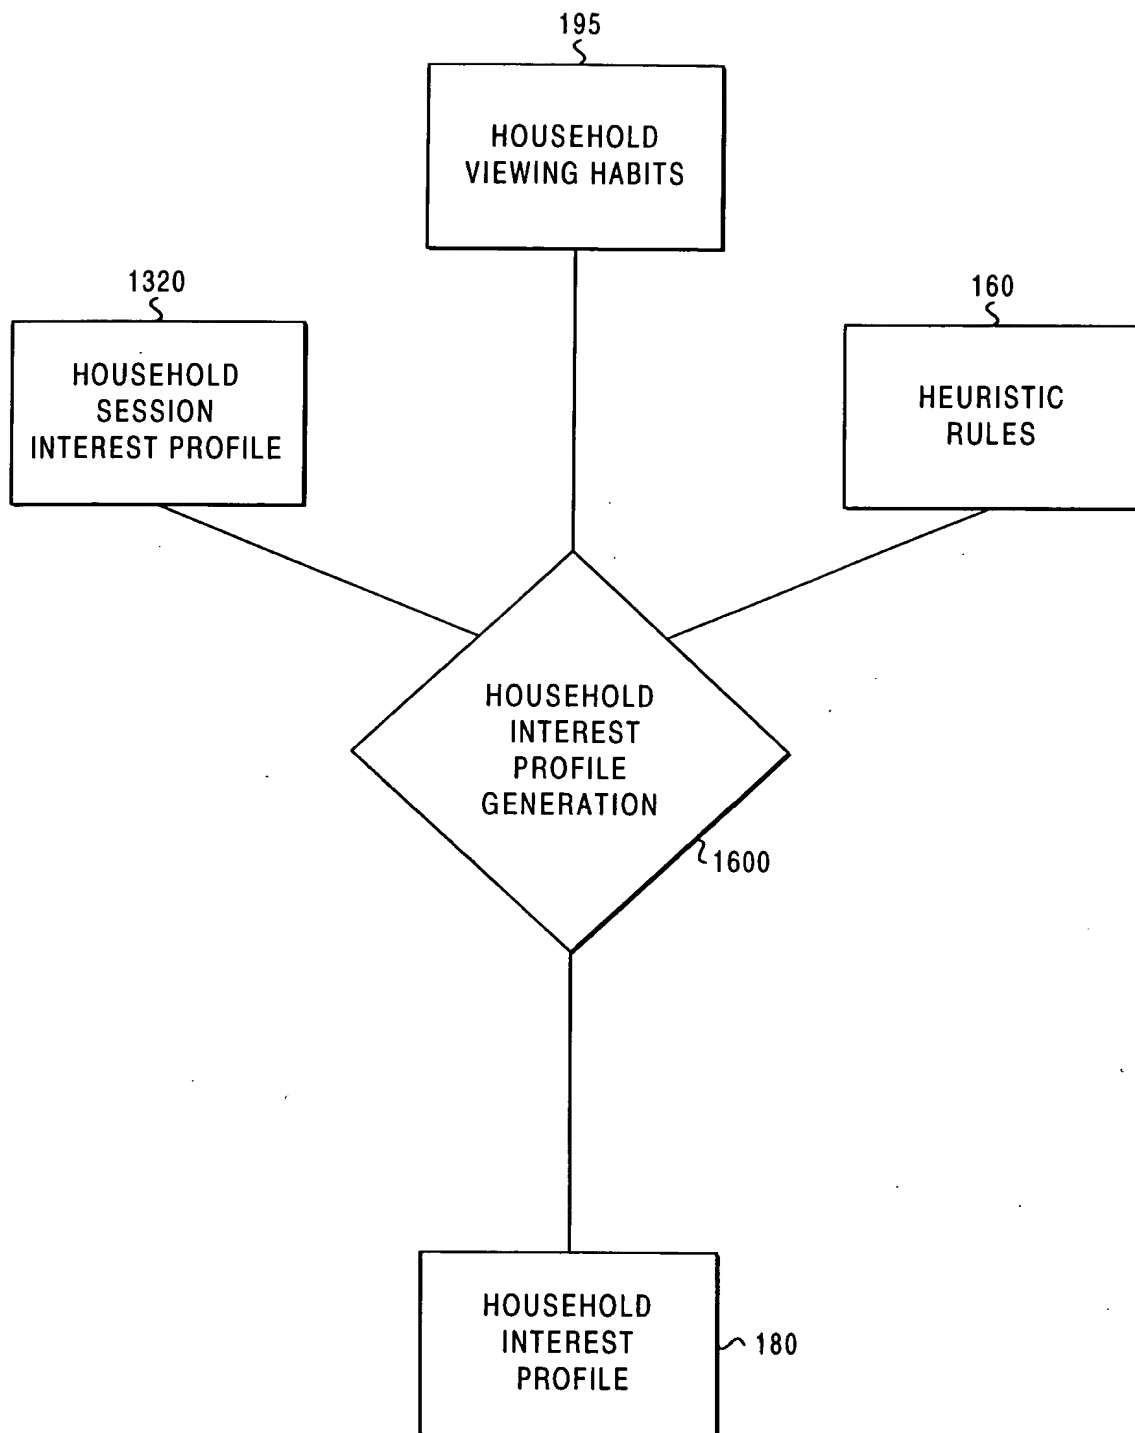 195
HOUSEHOLD
VIEWING HABITS
1320
HOUSEHOLD
SESSION
INTEREST PROFILE
160
HEURISTIC
RULES
HOUSEHOLD
INTEREST
PROFILE
GENERATION
1600
HOUSEHOLD
INTEREST
PROFILE
180